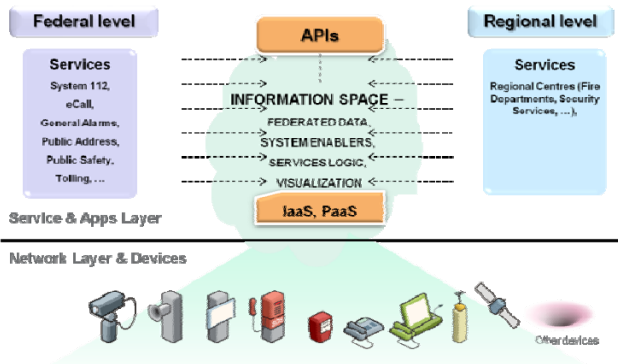 Federal level
APIs
Regional level
Services
System 112,
eCall,
General Alarms,
Public Address,
Public Safety,
Tolling, ...
INFORMATION SPACE –
FEDERATED DATA,
SYSTEM ENABLERS,
SERVICES LOGIC,
VISUALIZATION
IaaS, PaaS
Services
Regional Centres (Fire
Departments, Security
Services, ...),
Service & Apps Layer
Network Layer & Devices
Other devices